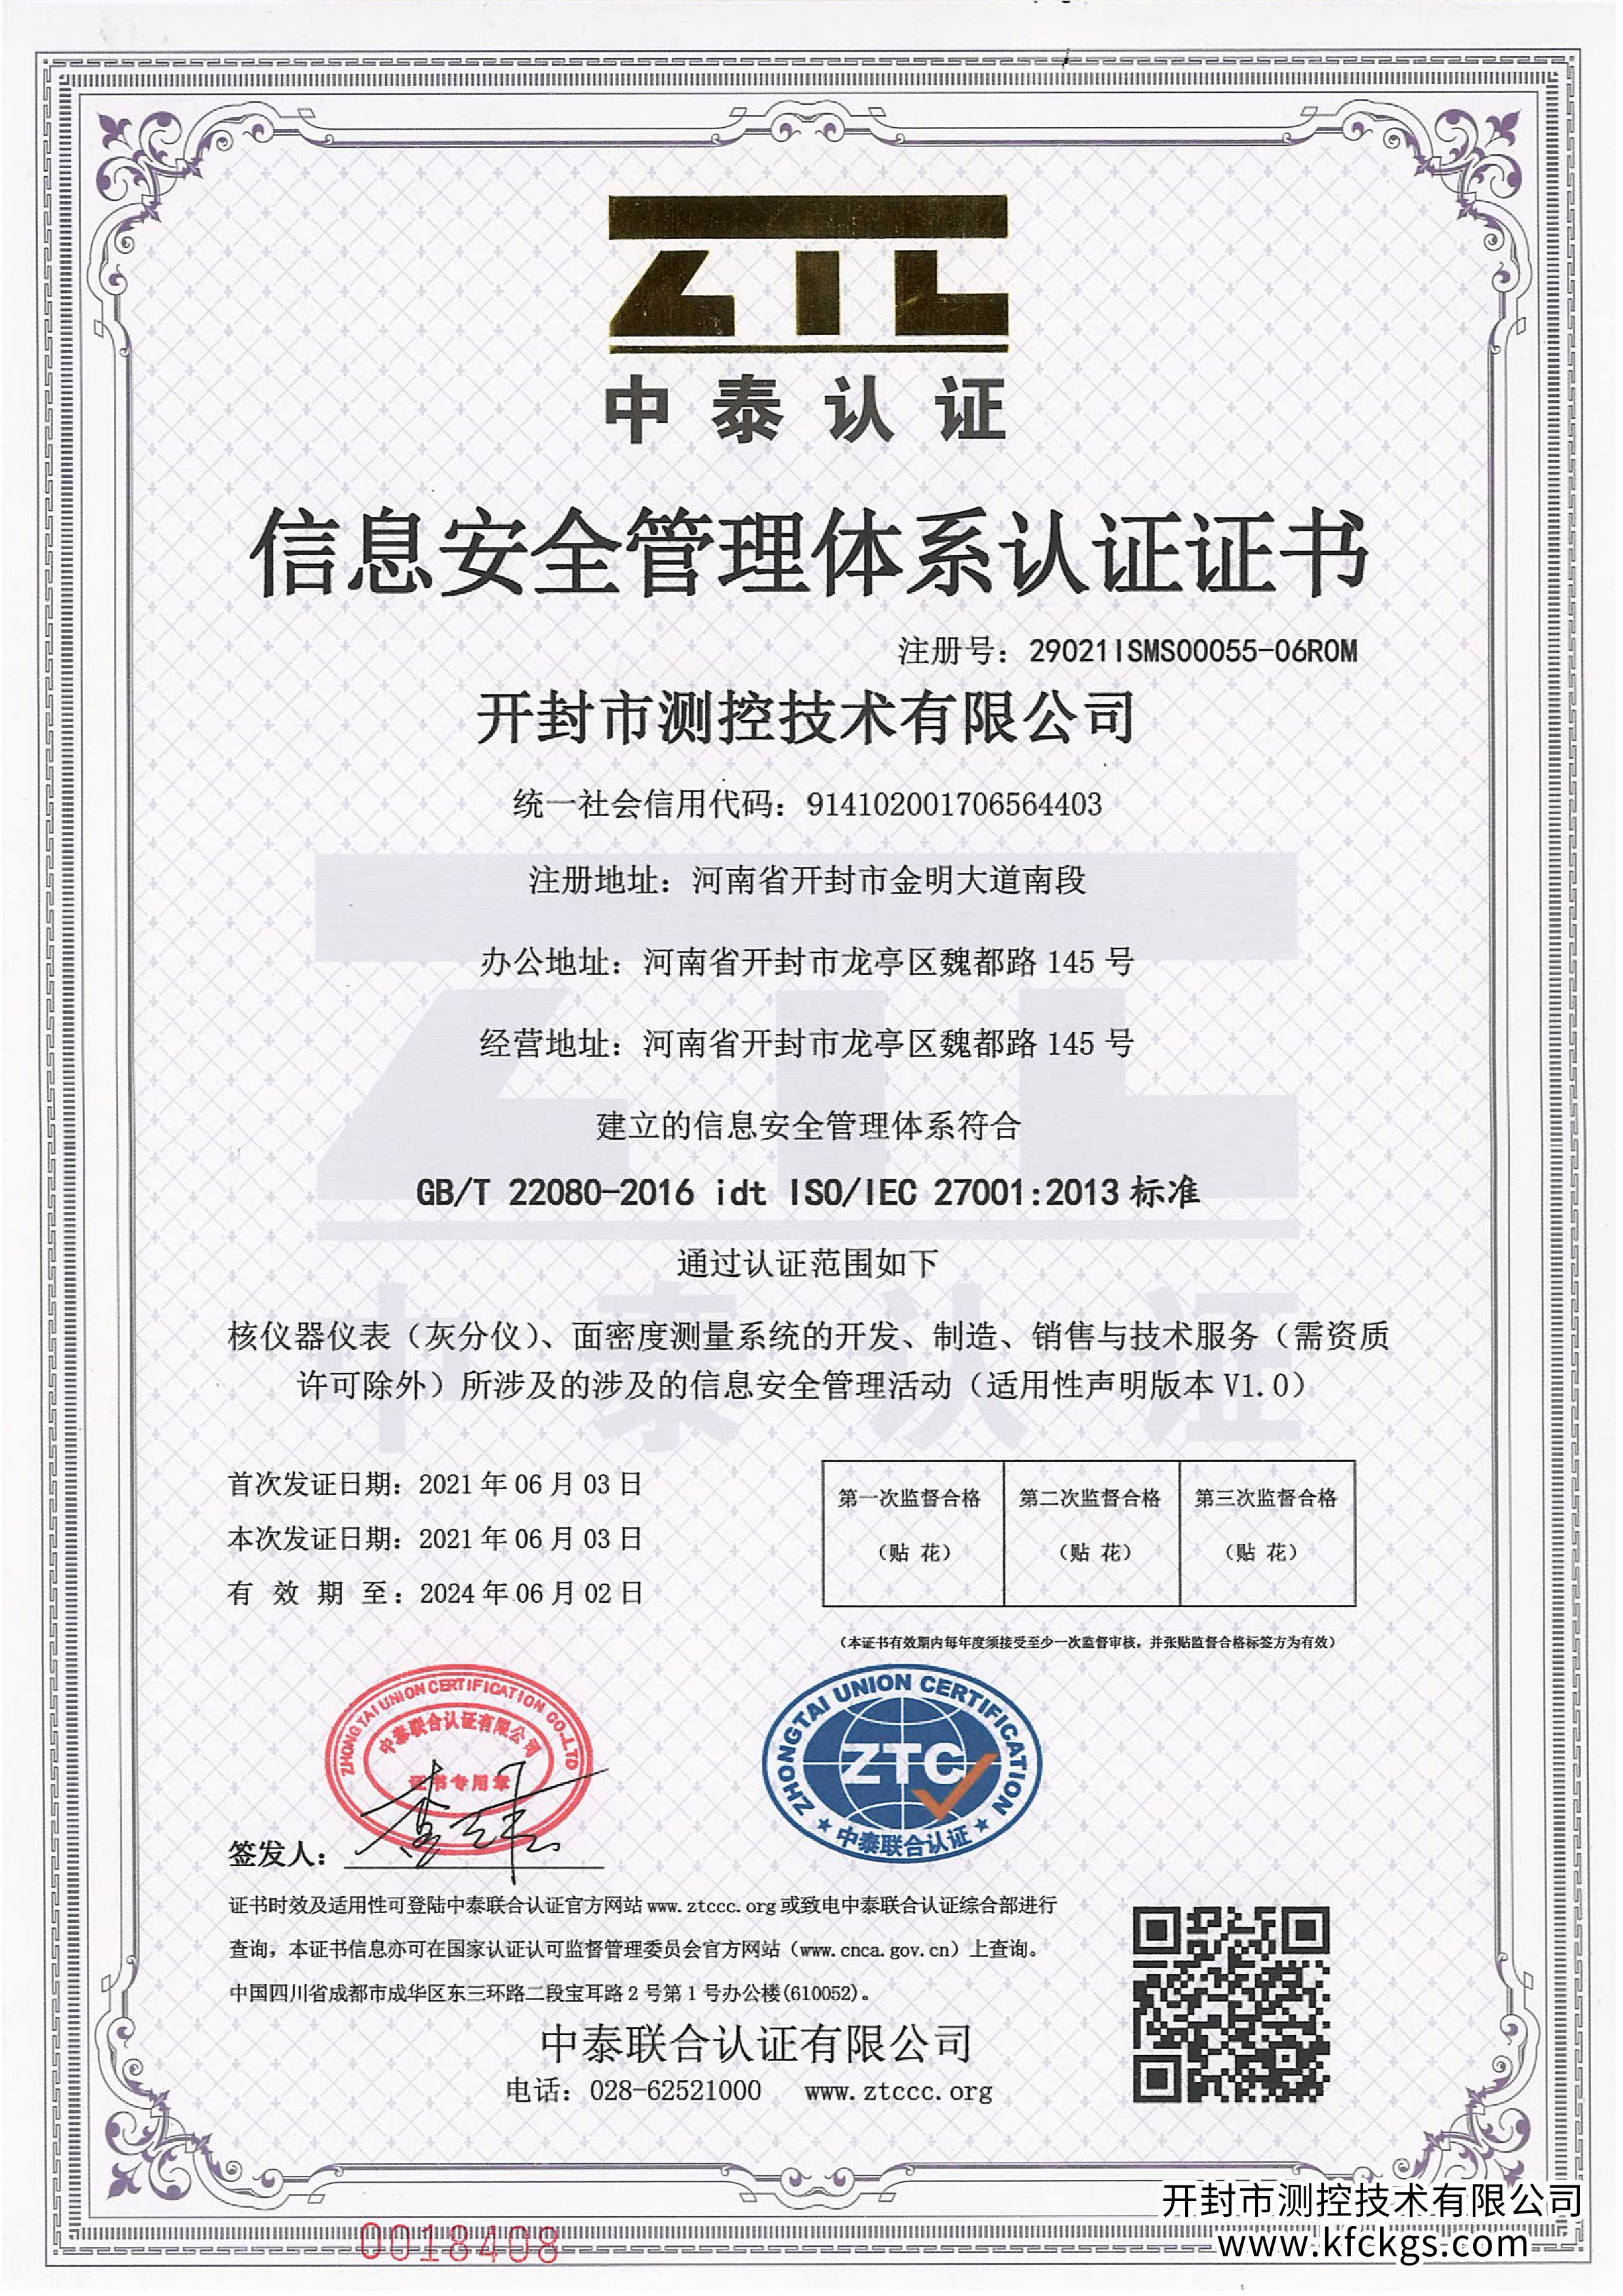 ZTC
中泰认证
信息安全管理体系认证证书
注册号：29021ISMS00055-06R0M
开封市测控技术有限公司
统一社会信用代码：914102001706564403
注册地址：河南省开封市金明大道南段
办公地址：河南省开封市龙亭区魏都路 145 号
经营地址：河南省开封市龙亭区魏都路 145 号
建立的信息安全管理体系符合
GB/T 22080-2016 idt ISO/IEC 27001:2013 标准
通过认证范围如下
核仪器仪表（灰分仪）、面密度测量系统的开发、制造、销售与技术服务（需资质
许可除外）所涉及的涉及的信息安全管理活动（适用性声明版本 V1.0）
首次发证日期：2021 年 06 月 03 日
本次发证日期：2021 年 06 月 03 日
有 效 期 至：2024 年 06 月 02 日
第一次监督合格 第二次监督合格 第三次监督合格
（贴 花） （贴 花） （贴 花）
（本证书有效期内每年度须接受至少一次监督审核，并张贴监督合格标签方为有效）
ZHONGTAI UNION CERTIFICATION CO.,LTD
中泰联合认证有限公司
证书专用章
ZHONGTAI UNION CERTIFICATION
ZTC
中泰联合认证
签发人：
证书时效及适用性可登陆中泰联合认证官方网站 www.ztccc.org 或致电中泰联合认证综合部进行
查询，本证书信息亦可在国家认证认可监督管理委员会官方网站（www.cnca.gov.cn）上查询。
中国四川省成都市成华区东三环路二段宝耳路 2 号第 1 号办公楼(610052)。
中泰联合认证有限公司
电话：028-62521000 www.ztccc.org
0018408
开封市测控技术有限公司
www.kfckgs.com